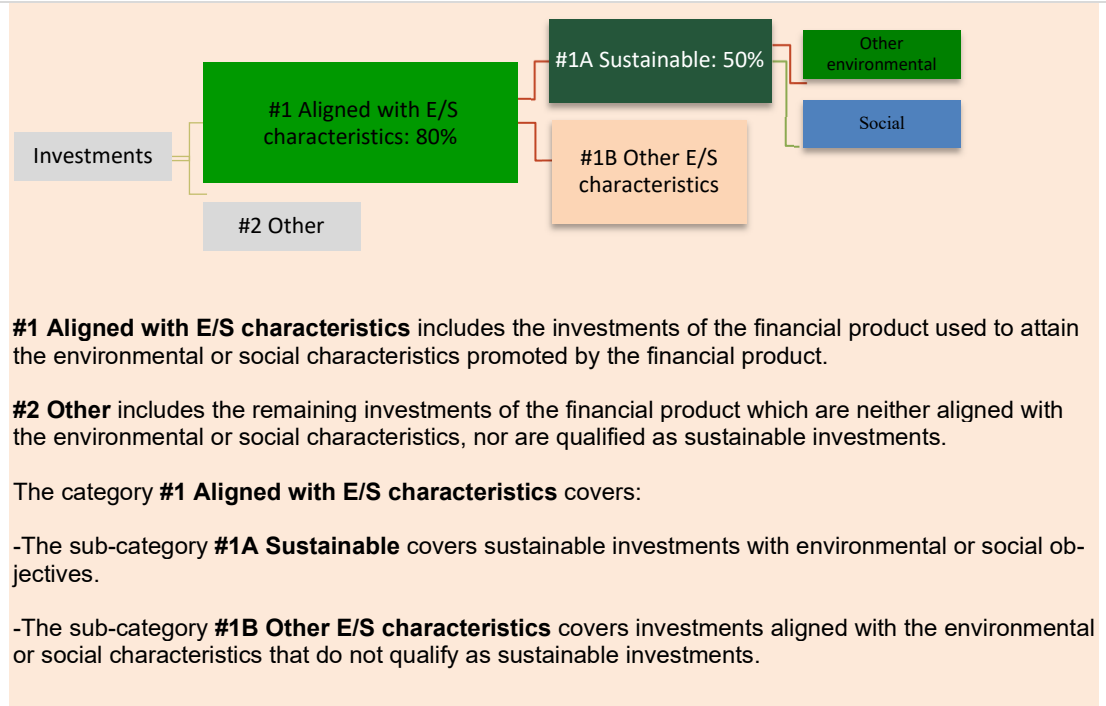 #1A Sustainable: 50%
Other
environmental
#1 Aligned with E/S
characteristics: 80%
Social
Investments
#1B Other E/S
characteristics
#2 Other
#1 Aligned with E/S characteristics includes the investments of the financial product used to attain
the environmental or social characteristics promoted by the financial product.
#2 Other includes the remaining investments of the financial product which are neither aligned with
the environmental or social characteristics, nor are qualified as sustainable investments.
The category #1 Aligned with E/S characteristics covers:
-The sub-category #1A Sustainable covers sustainable investments with environmental or social ob-
jectives.
-The sub-category #1B Other E/S characteristics covers investments aligned with the environmental
or social characteristics that do not qualify as sustainable investments.